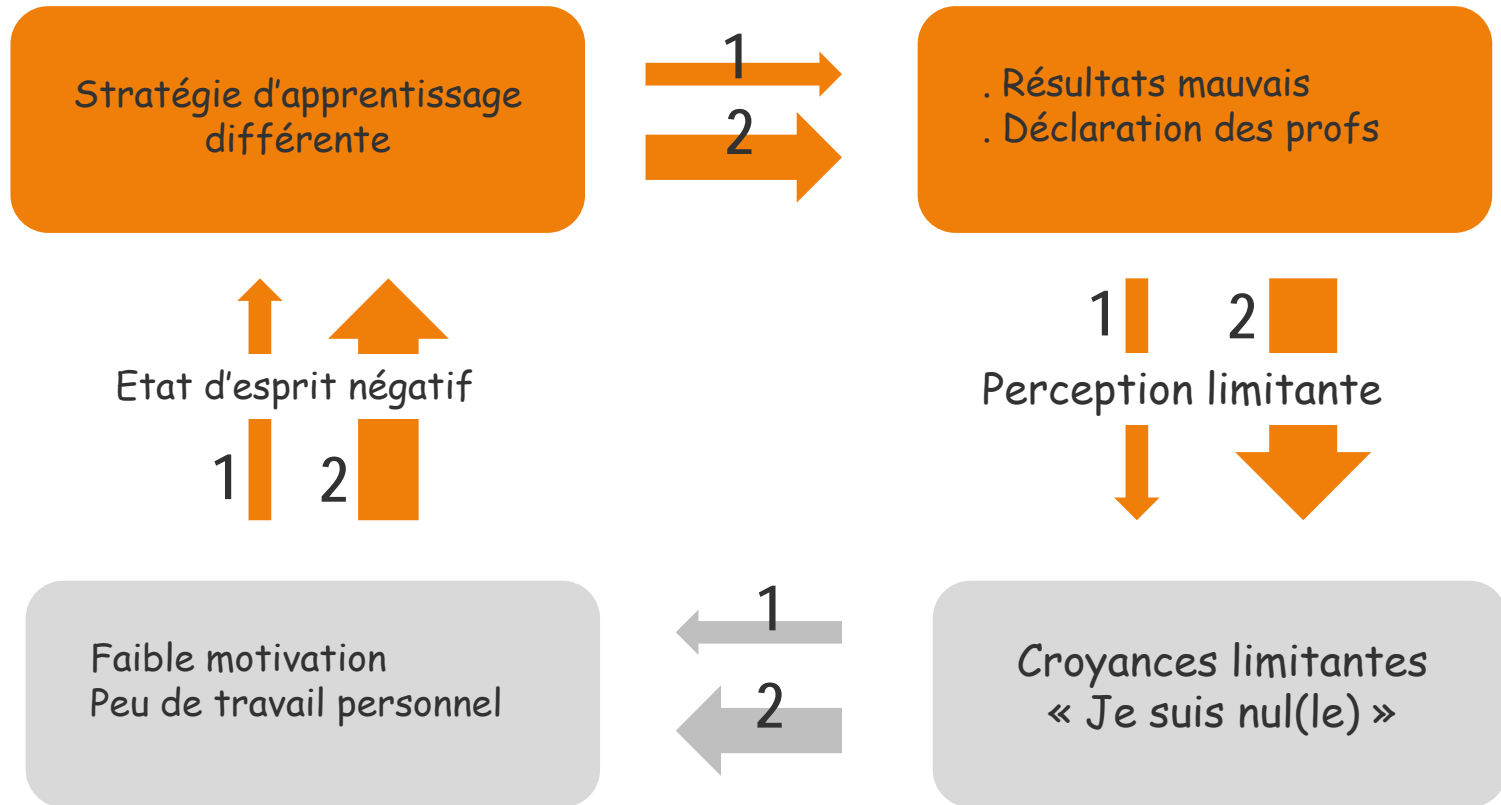 Stratégie d'apprentissage
différente
1
2
. Résultats mauvais
. Déclaration des profs
1
2
Perception limitante
Etat d'esprit négatif
1
2
1
2
Croyances limitantes
« Je suis nul(le) »
Faible motivation
Peu de travail personnel